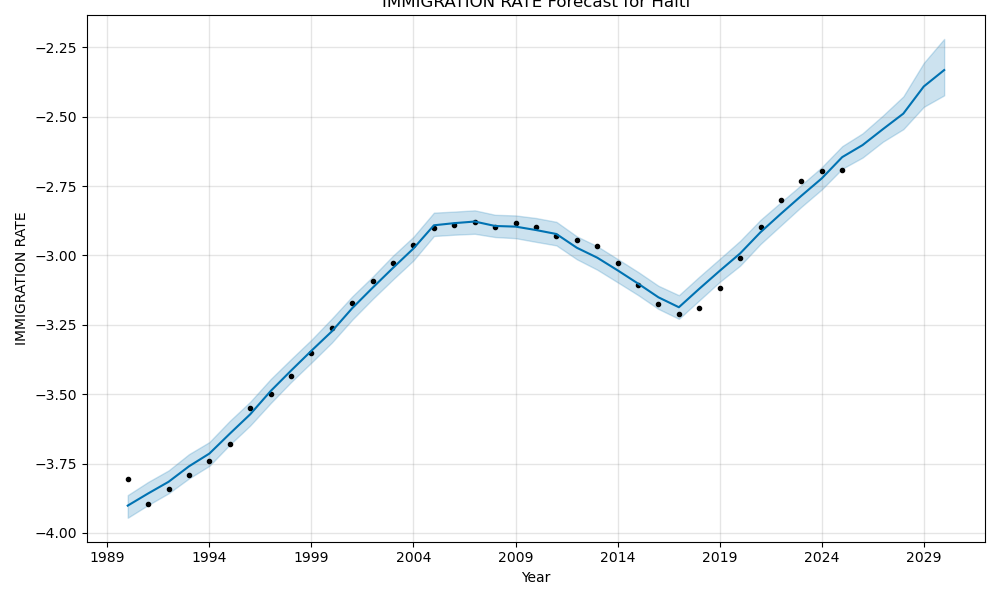 IMMIGRATION RATE Forecast for Haiti
−2.25
−2.50
−2.75
−3.00
−3.25
−3.50
−3.75
−4.00
IMMIGRATION RATE
1989 1994 1999 2004 2009 2014 2019 2024 2029
Year